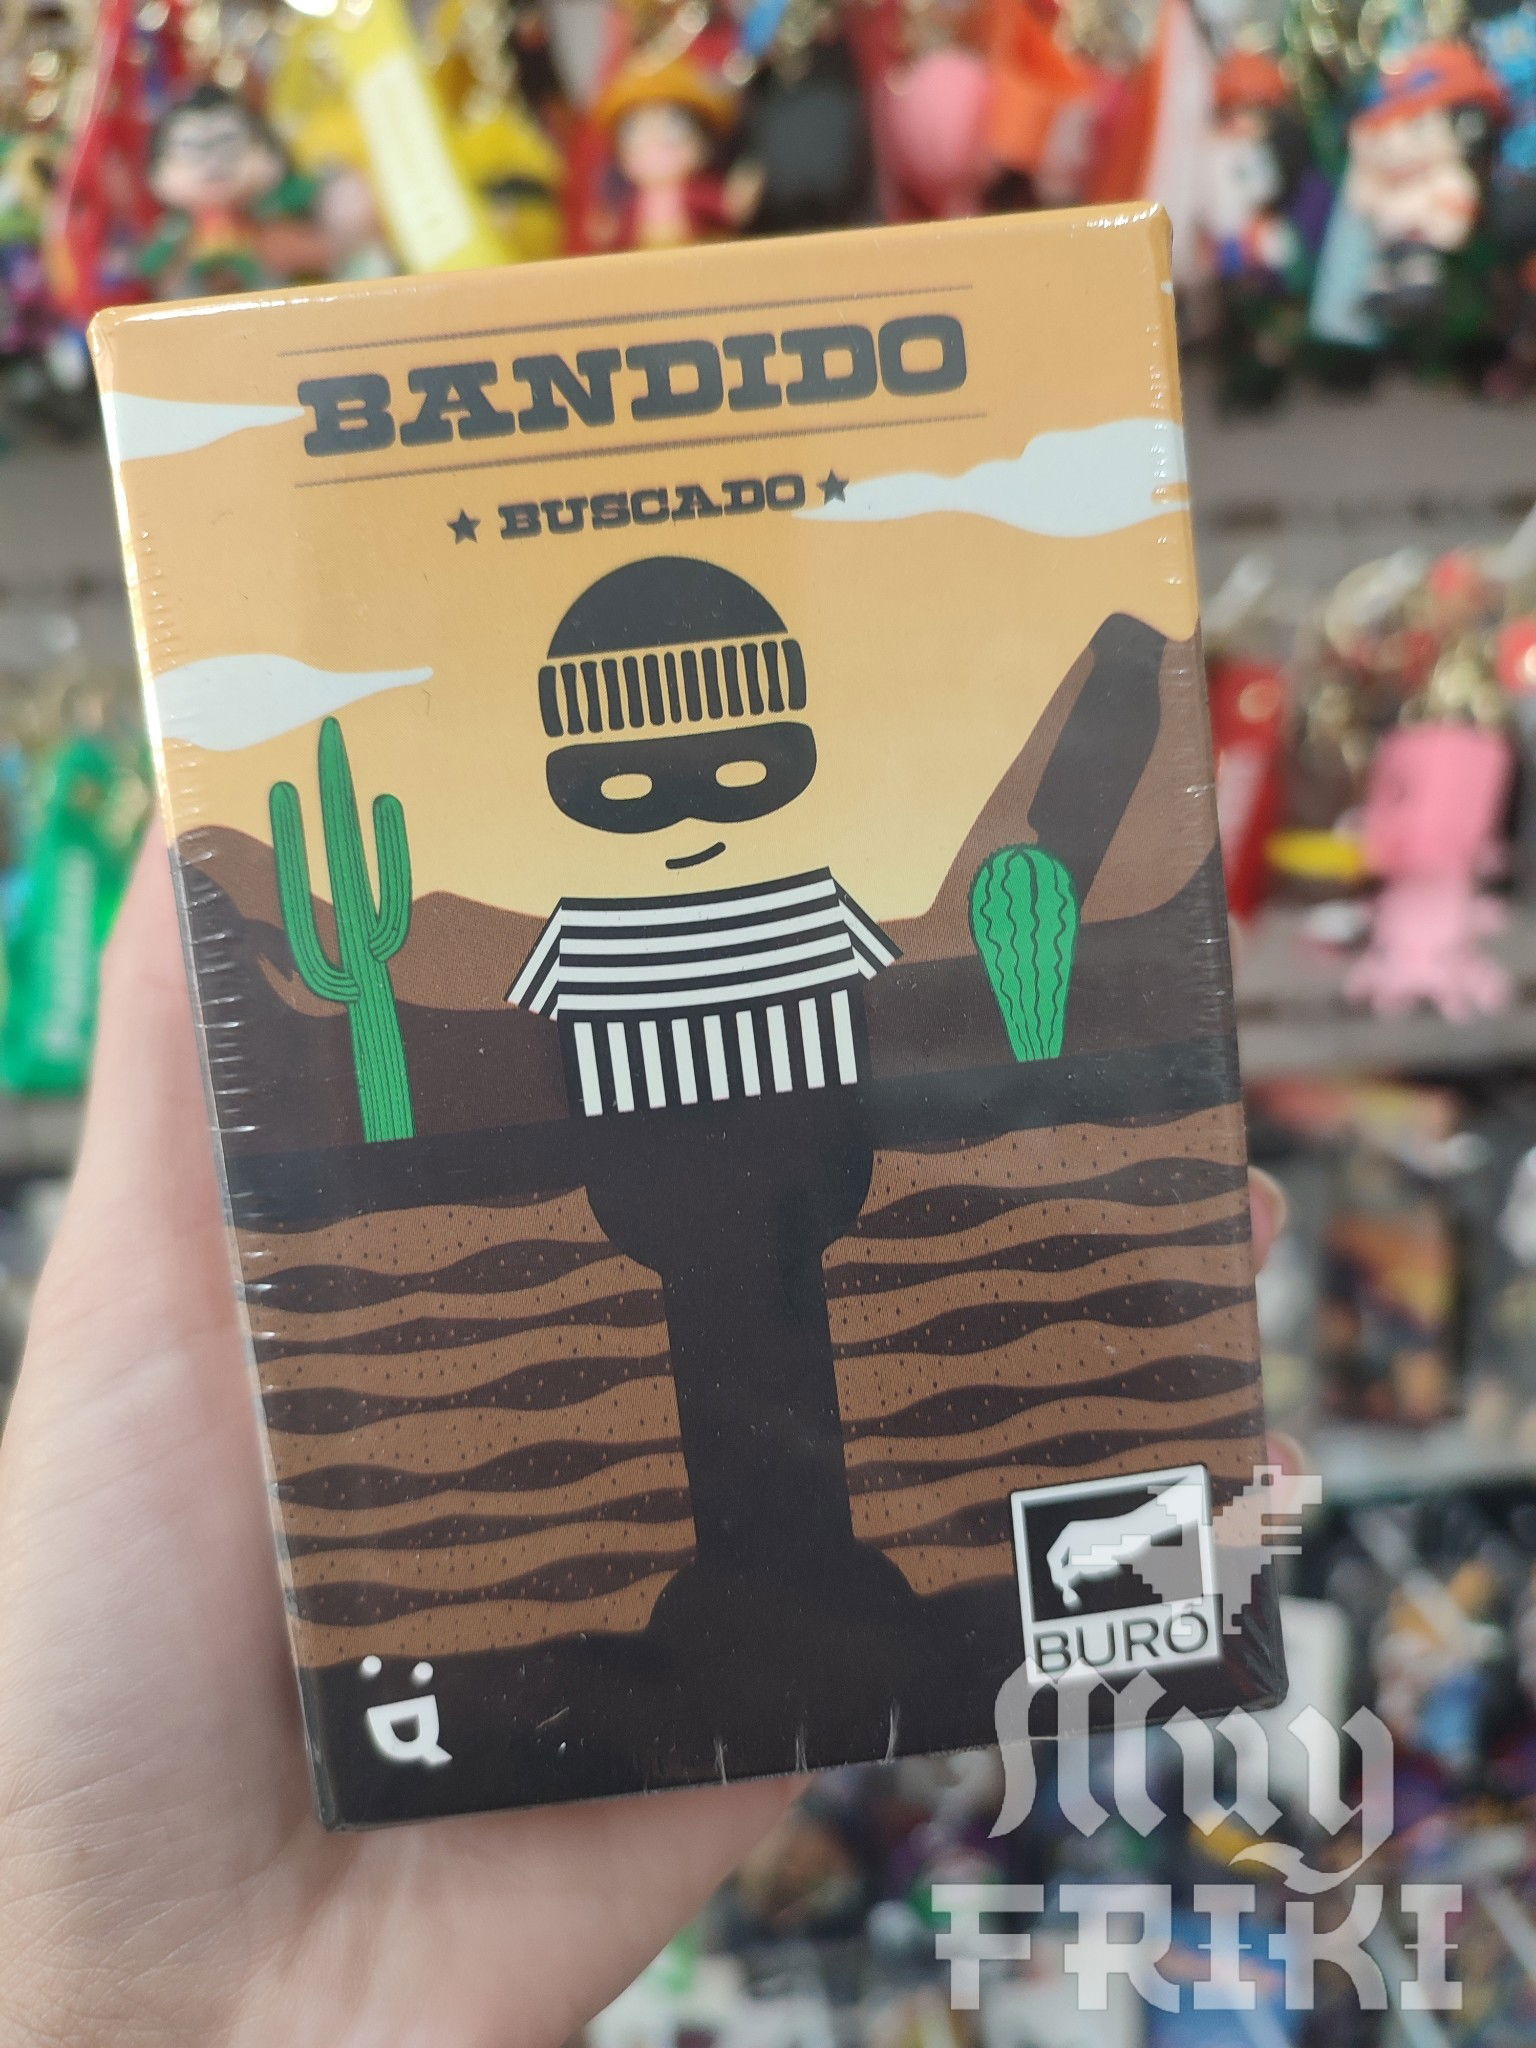 BANDIDO
★ BUSCADO ★
BURÓ
Muy
FRIKI